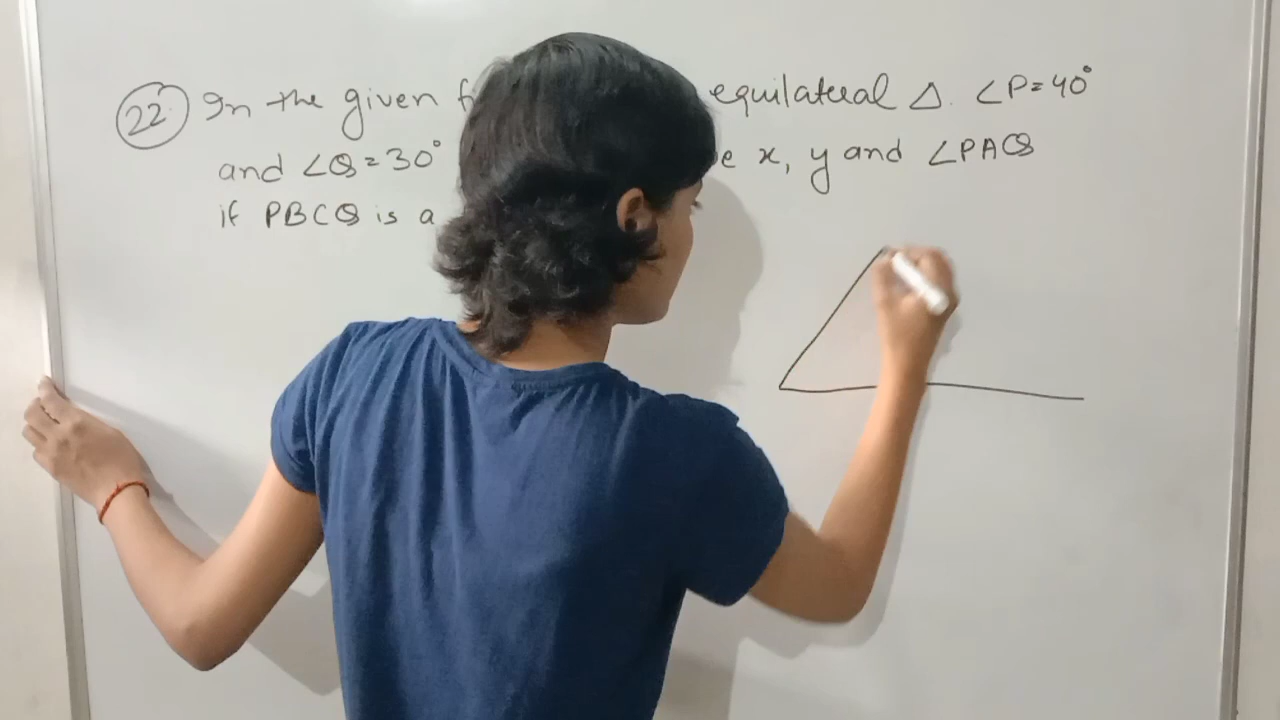 22. In the given equilateral Δ. ∠P=40°
and ∠Q=30° x, y and ∠PAQ
if PBCQ is a